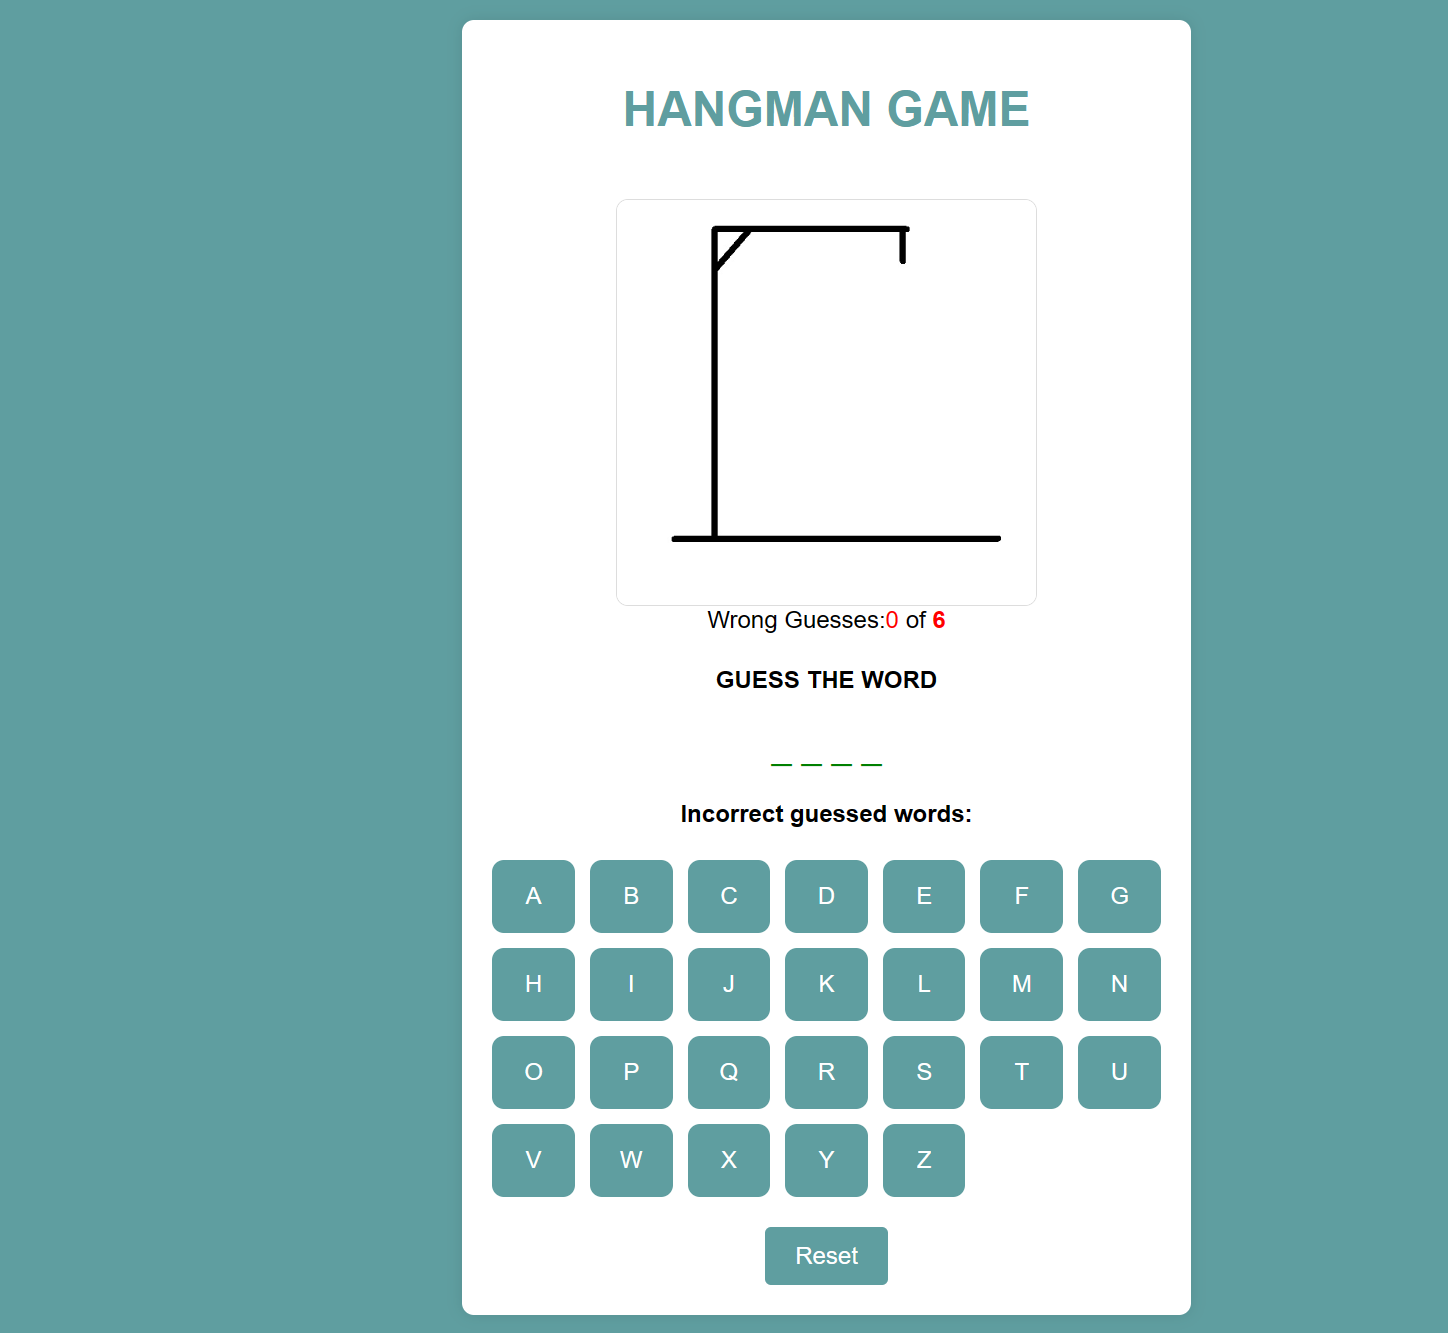 HANGMAN GAME
Wrong Guesses:0 of 6
GUESS THE WORD
_ _ _ _
Incorrect guessed words:
A B C D E F G
H I J K L M N
O P Q R S T U
V W X Y Z
Reset